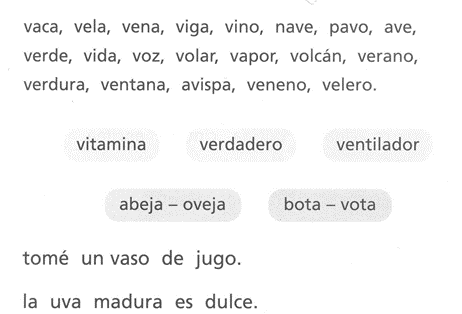 vaca, vela, vena, viga, vino, nave, pavo, ave,
verde, vida, voz, volar, vapor, volcán, verano,
verdura, ventana, avispa, veneno, velero.
vitamina verdadero ventilador
abeja – oveja bota – vota
tomé un vaso de jugo.
la uva madura es dulce.